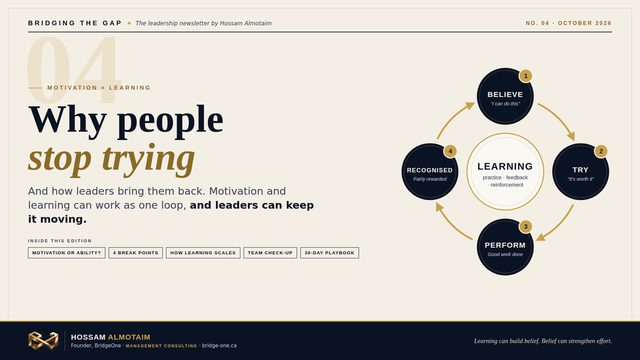 BRIDGING THE GAP • The leadership newsletter by Hossam Almotaim
NO. 04 · OCTOBER 2026
04
MOTIVATION × LEARNING
Why people
stop trying
And how leaders bring them back. Motivation and
learning can work as one loop, and leaders can keep
it moving.
INSIDE THIS EDITION
MOTIVATION OR ABILITY?
4 BREAK POINTS
HOW LEARNING SCALES
TEAM CHECK-UP
30-DAY PLAYBOOK
1
BELIEVE
"I can do this"
2
TRY
"It's worth it"
3
PERFORM
Good work done
4
RECOGNISED
Fairly rewarded
LEARNING
practice · feedback
· reinforcement
HOSSAM ALMOTAIM
Founder, BridgeOne · MANAGEMENT CONSULTING · bridge-one.ca
Learning can build belief. Belief can strengthen effort.